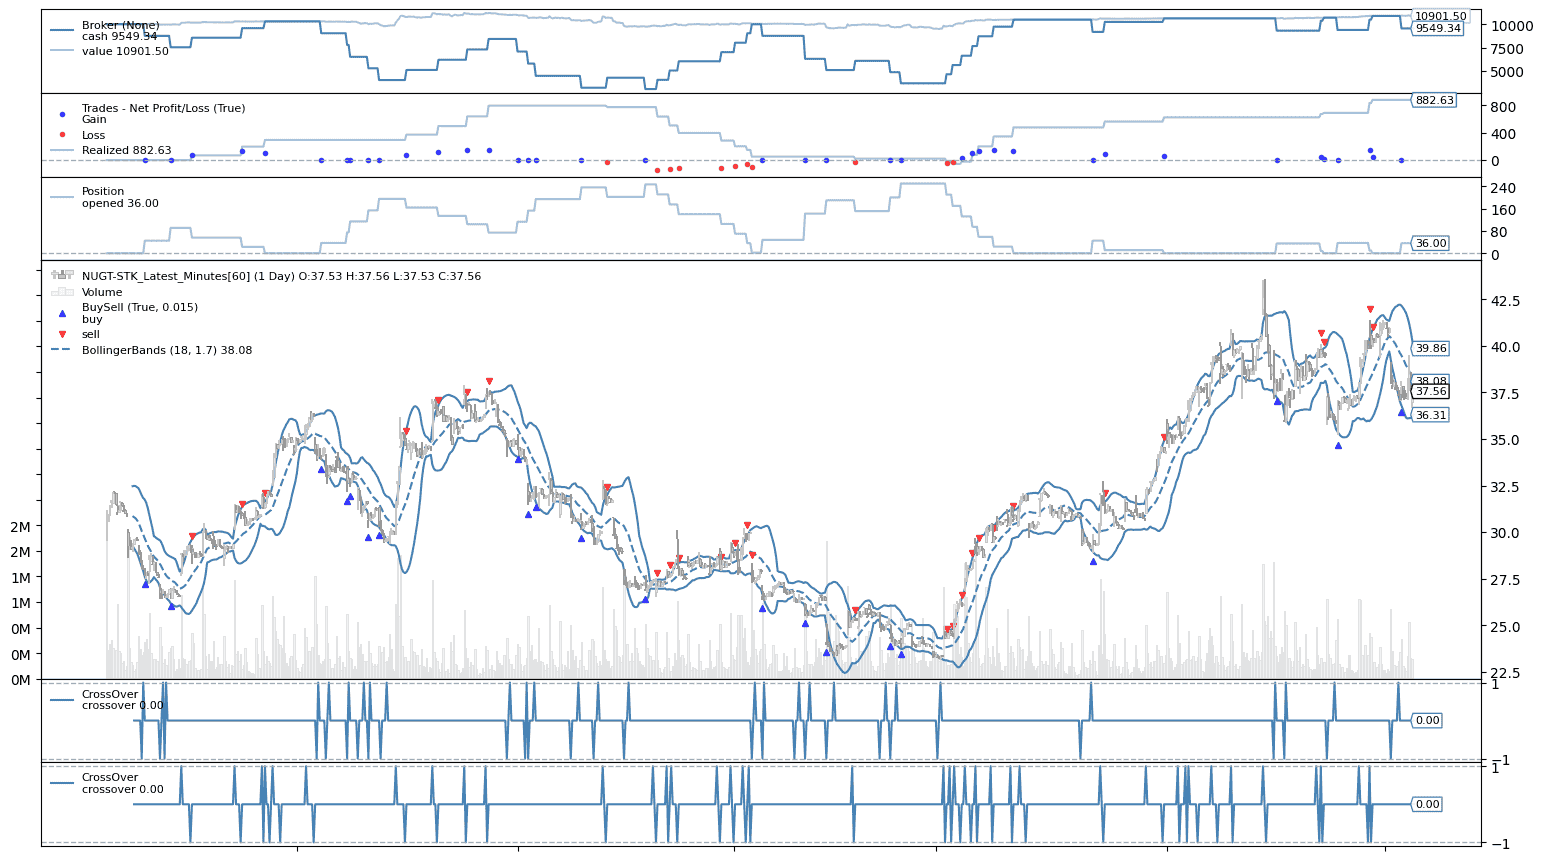 Broker (None)
cash 9549.34
value 10901.50
10901.50
9549.34
10000
7500
5000
Trades - Net Profit/Loss (True)
Gain
Loss
Realized 882.63
882.63
800
400
0
Position
opened 36.00
36.00
240
160
80
0
NUGT-STK_Latest_Minutes[60] (1 Day) O:37.53 H:37.56 L:37.53 C:37.56
Volume
BuySell (True, 0.015)
buy
sell
BollingerBands (18, 1.7) 38.08
39.86
38.08
37.56
36.31
42.5
40.0
37.5
35.0
32.5
30.0
27.5
25.0
22.5
2M
2M
1M
1M
0M
0M
0M
CrossOver
crossover 0.00
0.00
1
−1
CrossOver
crossover 0.00
0.00
1
−1